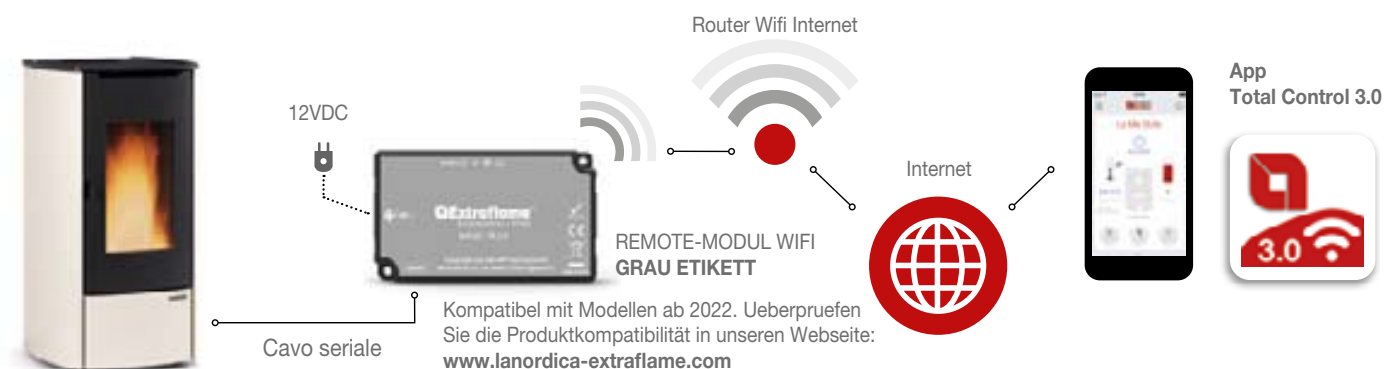 Router Wifi Internet
App
Total Control 3.0
12VDC
Internet
Extraflame
REMOTE-MODUL WIFI
GRAU ETIKETT
3.0
Kompatibel mit Modellen ab 2022. Ueberpruefen
Sie die Produktkompatibilität in unseren Webseite:
www.lanordica-extraflame.com
Cavo seriale